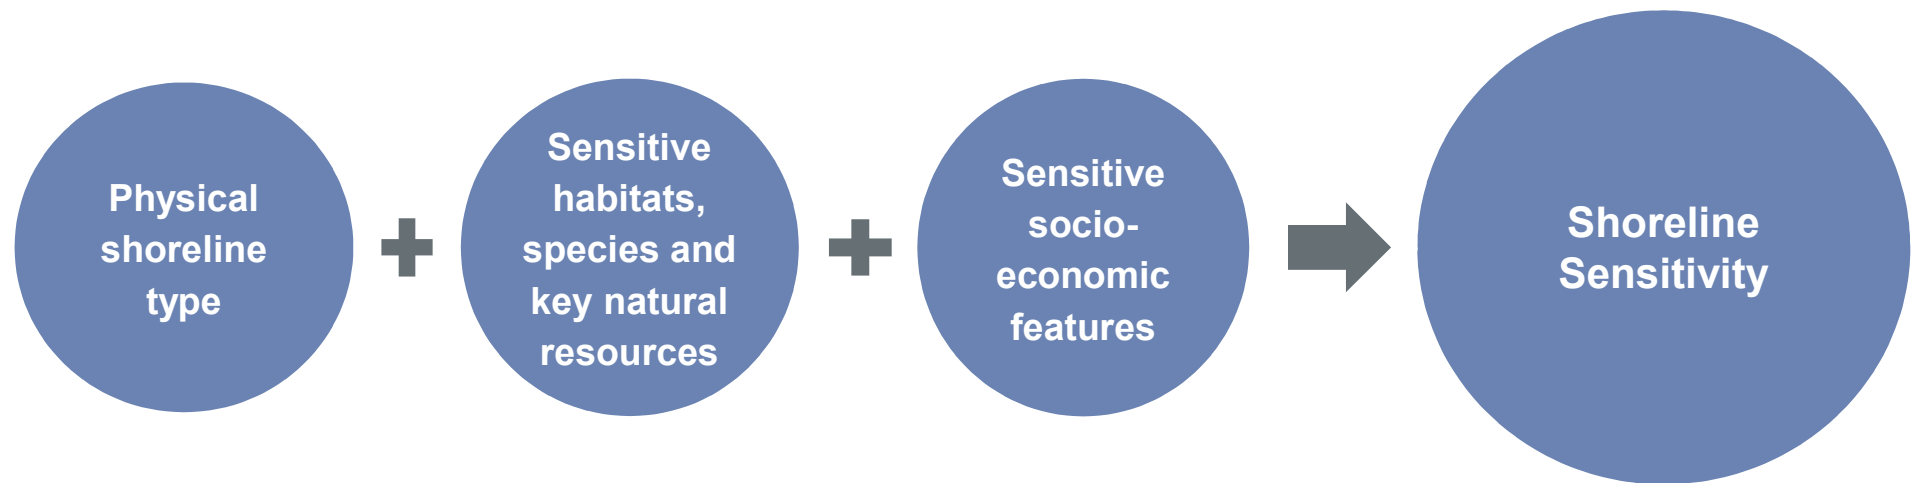 Physical
shoreline
type
Sensitive
habitats,
species and
key natural
resources
Sensitive
socio-
economic
features
Shoreline
Sensitivity